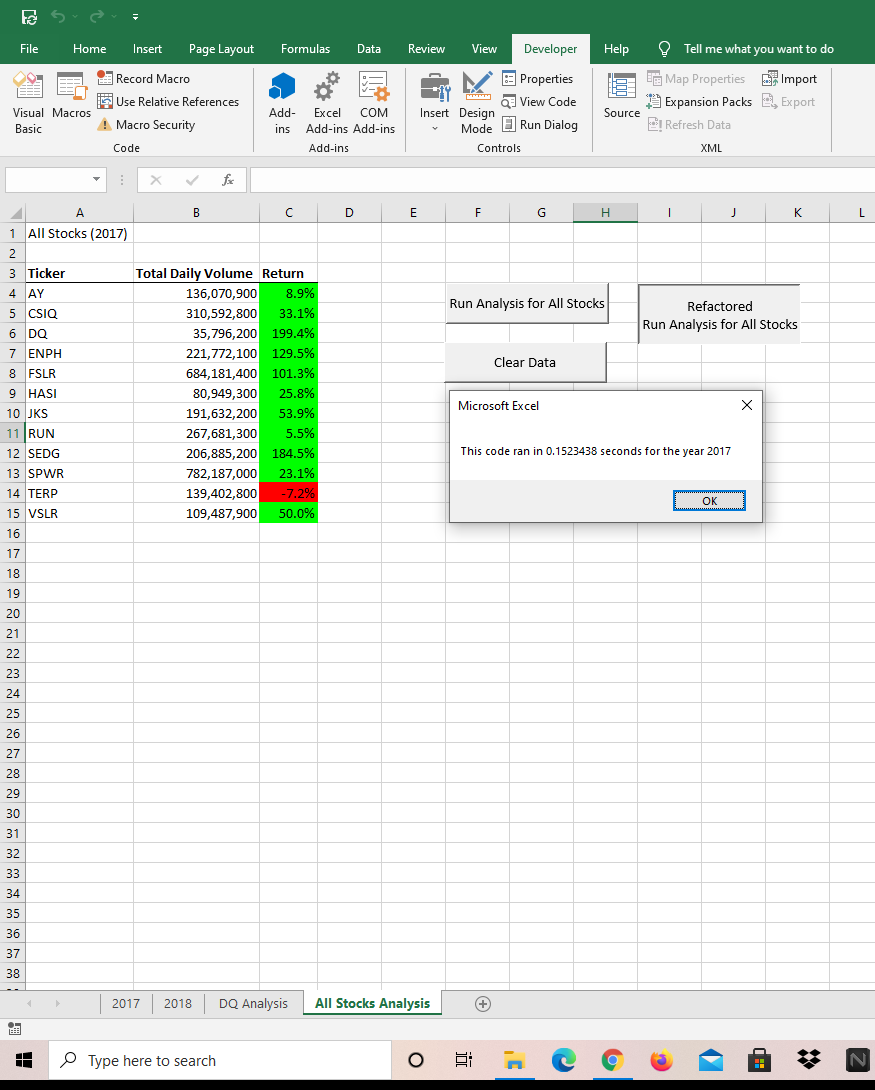 File Home Insert Page Layout Formulas Data Review View Developer Help Tell me what you want to do
Visual Basic
Macros
Record Macro
Use Relative References
Macro Security
Code
Add-ins
Excel Add-ins
COM Add-ins
Add-ins
Insert
Design Mode
Properties
View Code
Run Dialog
Controls
Source
Map Properties
Expansion Packs
Refresh Data
Import
Export
XML
fx
A B C D E F G H I J K L
1 All Stocks (2017)
2
3 Ticker Total Daily Volume Return
4 AY 136,070,900 8.9%
5 CSIQ 310,592,800 33.1%
6 DQ 35,796,200 199.4%
7 ENPH 221,772,100 129.5%
8 FSLR 684,181,400 101.3%
9 HASI 80,949,300 25.8%
10 JKS 191,632,200 53.9%
11 RUN 267,681,300 5.5%
12 SEDG 206,885,200 184.5%
13 SPWR 782,187,000 23.1%
14 TERP 139,402,800 -7.2%
15 VSLR 109,487,900 50.0%
16
17
18
19
20
21
22
23
24
25
26
27
28
29
30
31
32
33
34
35
36
37
38
Run Analysis for All Stocks
Refactored
Run Analysis for All Stocks
Clear Data
Microsoft Excel
This code ran in 0.1523438 seconds for the year 2017
OK
2017 2018 DQ Analysis All Stocks Analysis
Type here to search